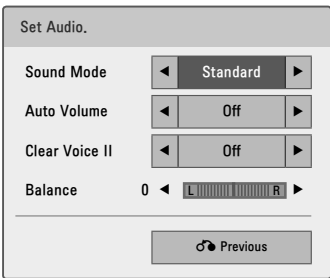 Set Audio.
Sound Mode ◄ Standard ►
Auto Volume ◄ Off ►
Clear Voice II ◄ Off ►
Balance 0 ◄ L R ►
Previous